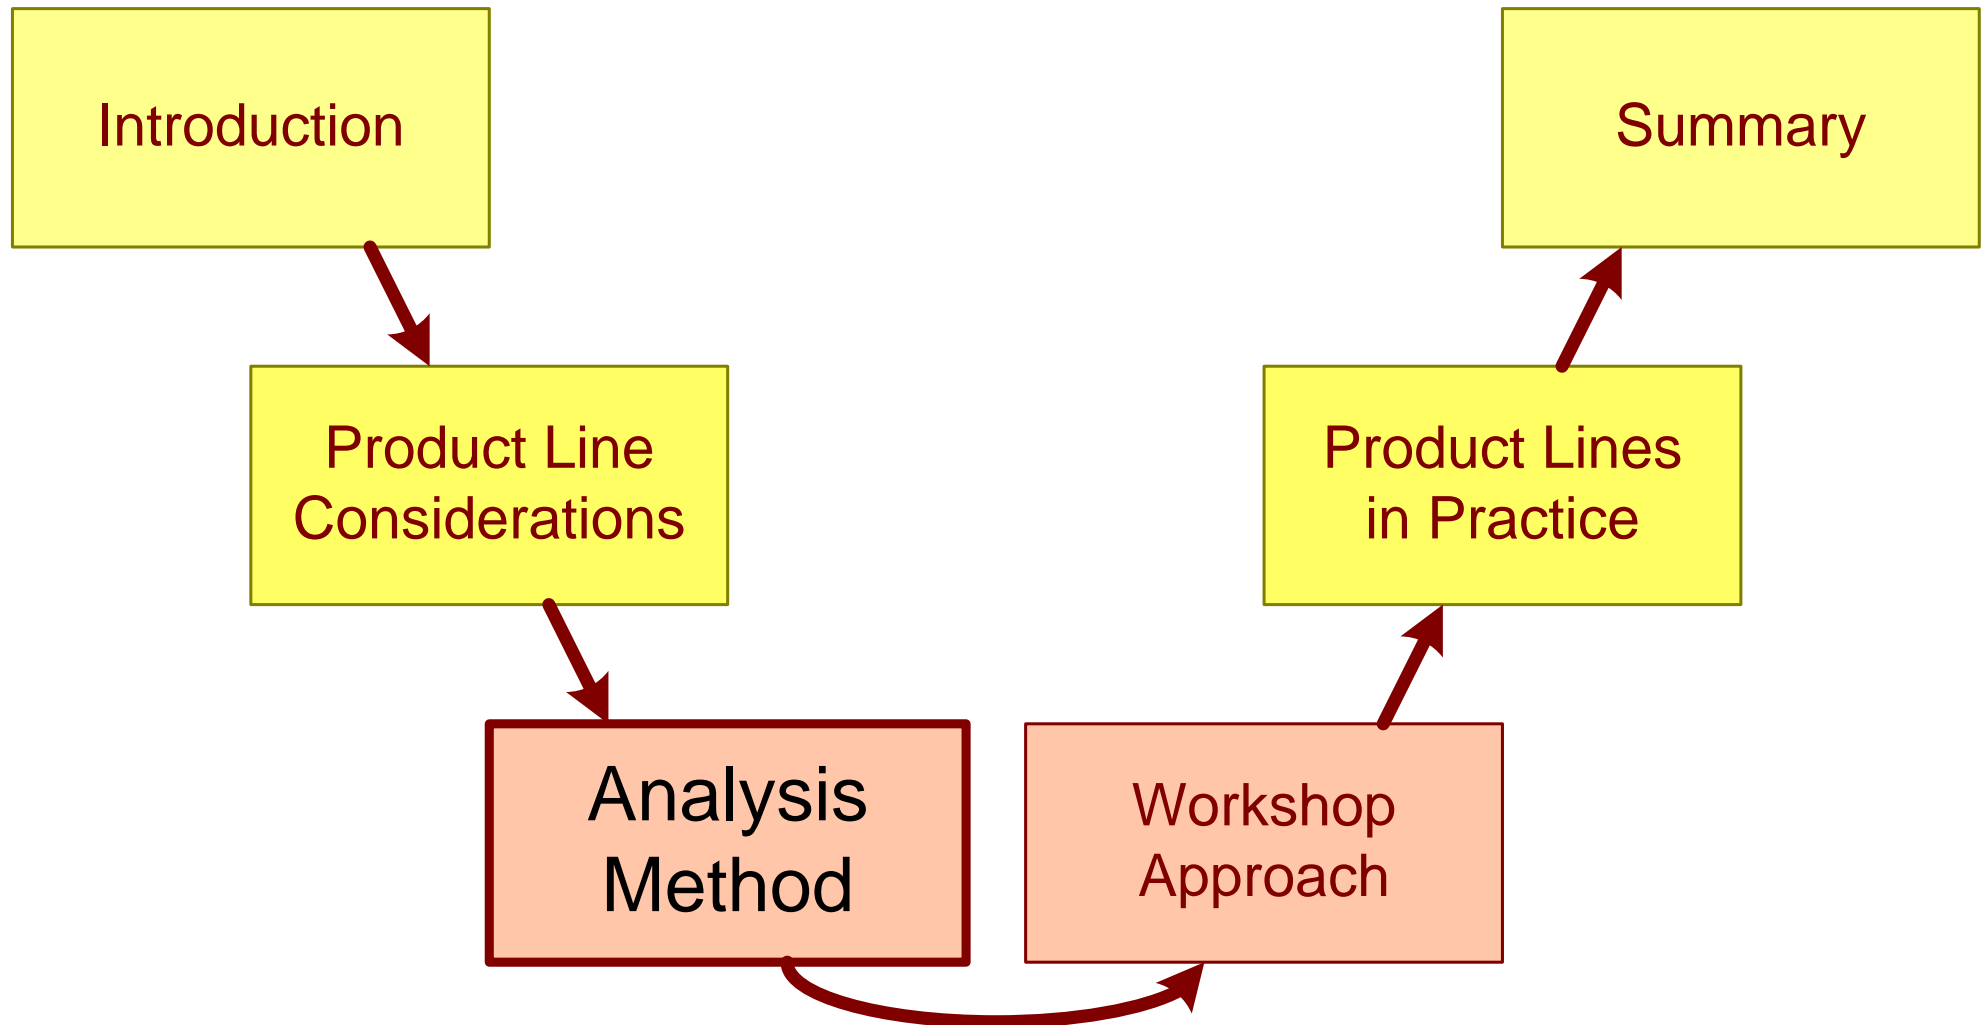 Introduction
Product Line
Considerations
Analysis
Method
Workshop
Approach
Product Lines
in Practice
Summary